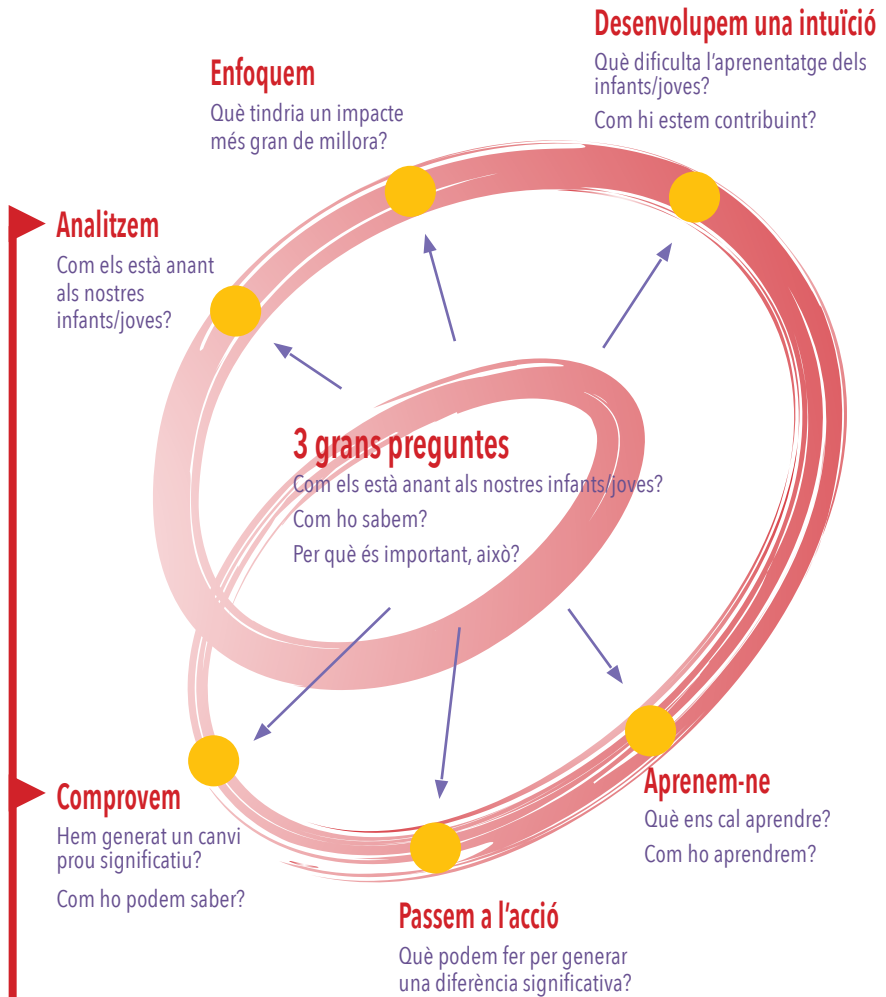 Desenvolupem una intuïció
Què dificulta l'aprenentatge dels
infants/joves?
Com hi estem contribuint?
Enfoquem
Què tindria un impacte
més gran de millora?
Analitzem
Com els està anant
als nostres
infants/joves?
3 grans preguntes
Com els està anant als nostres infants/joves?
Com ho sabem?
Per què és important, això?
Aprenem-ne
Què ens cal aprendre?
Com ho aprendrem?
Comprovem
Hem generat un canvi
prou significatiu?
Com ho podem saber?
Passem a l'acció
Què podem fer per generar
una diferència significativa?